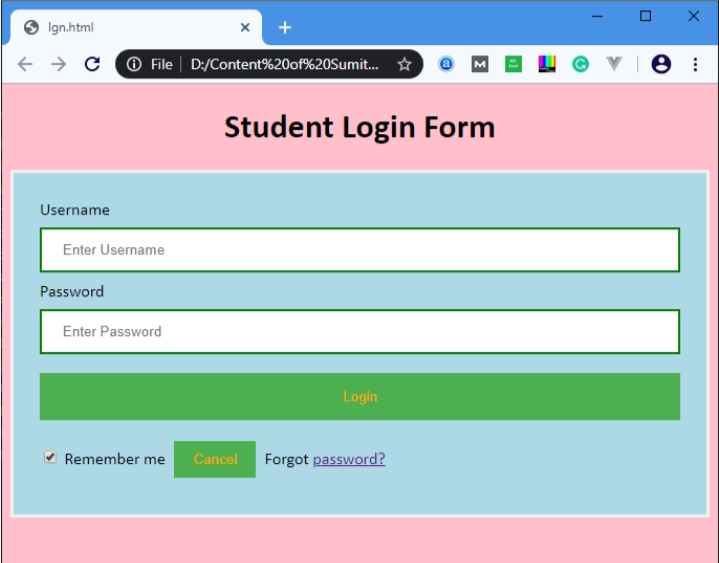 lgn.html
File D:/Content%20of%20Sumit...
Student Login Form
Username
Enter Username
Password
Enter Password
Login
Remember me Cancel Forgot password?